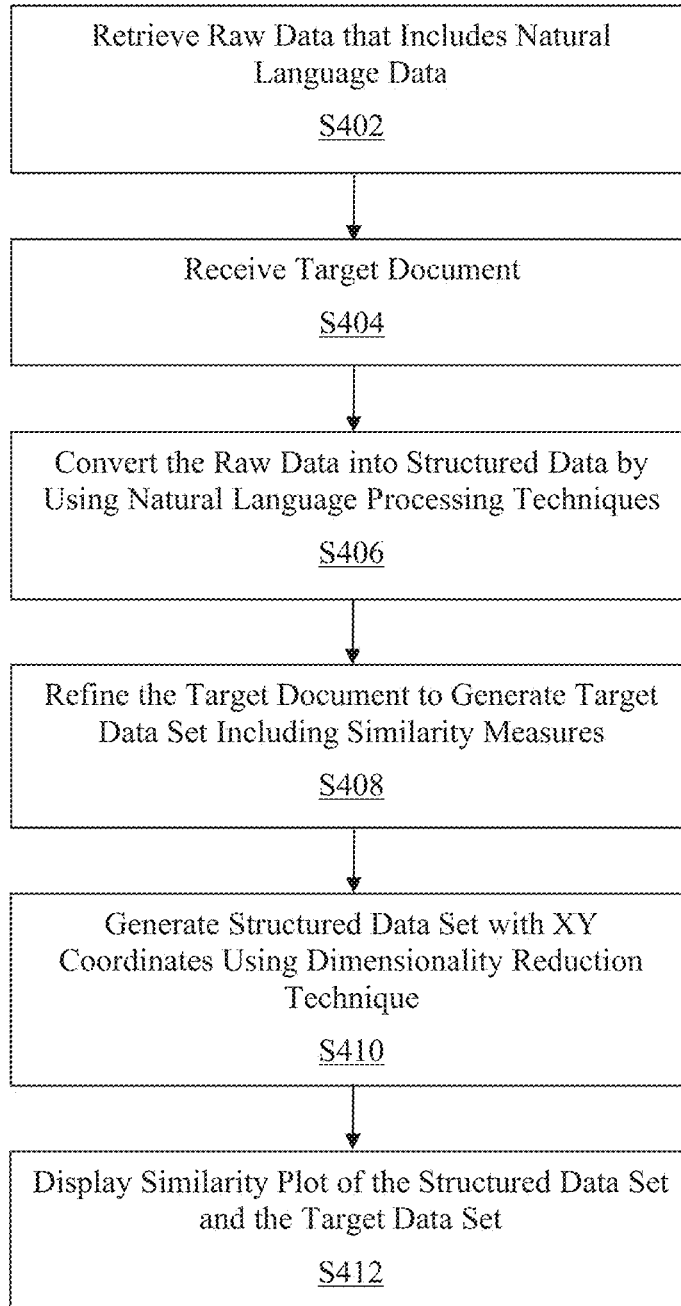 Retrieve Raw Data that Includes Natural
Language Data
S402
Receive Target Document
S404
Convert the Raw Data into Structured Data by
Using Natural Language Processing Techniques
S406
Refine the Target Document to Generate Target
Data Set Including Similarity Measures
S408
Generate Structured Data Set with XY
Coordinates Using Dimensionality Reduction
Technique
S410
Display Similarity Plot of the Structured Data Set
and the Target Data Set
S412